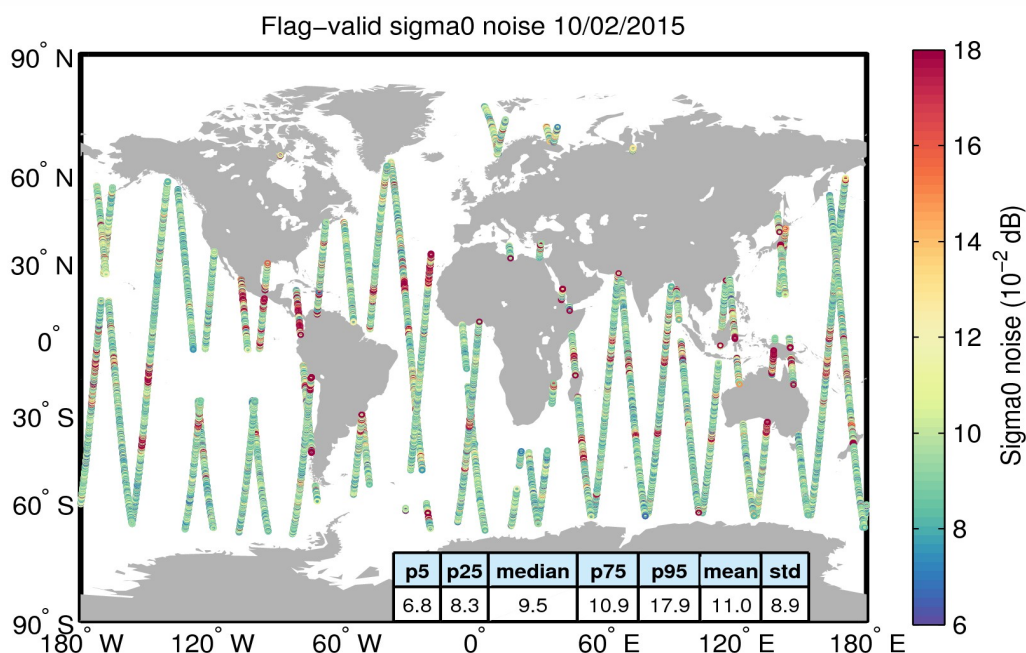 Flag−valid sigma0 noise 10/02/2015
90° N
60° N
30° N
0°
30° S
60° S
90° S
180° W
120° W
60° W
0°
60° E
120° E
180° E
p5 p25 median p75 p95 mean std
6.8 8.3 9.5 10.9 17.9 11.0 8.9
18
16
14
12
10
8
6
Sigma0 noise (10⁻² dB)